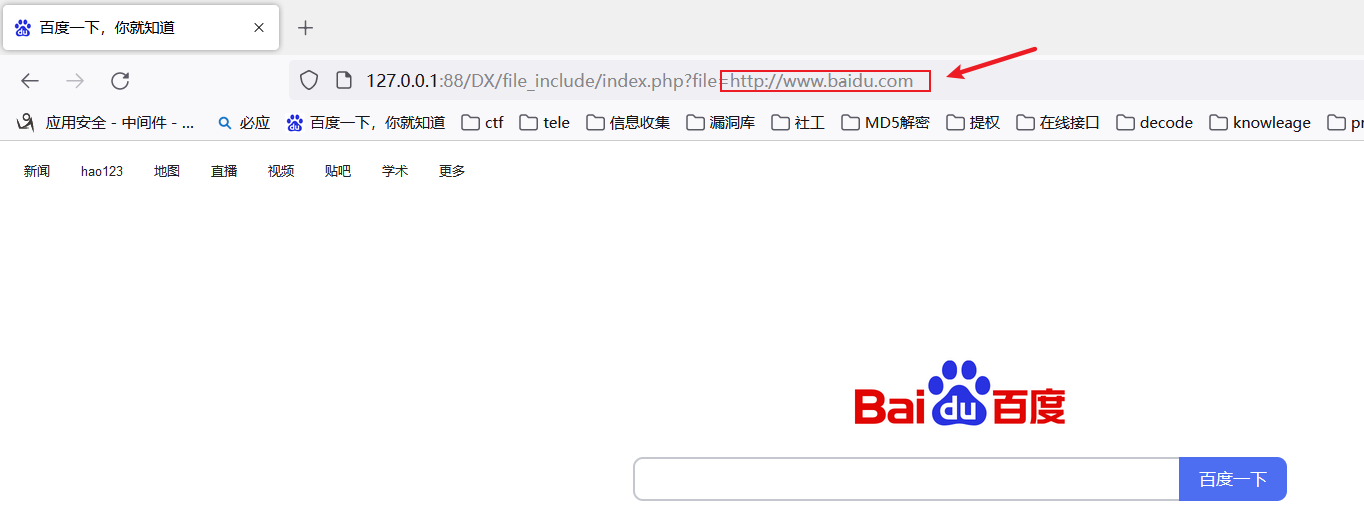 百度一下，你就知道
127.0.0.1:88/DX/file_include/index.php?file=http://www.baidu.com
应用安全 - 中间件 - ... 必应 百度一下，你就知道 ctf tele 信息收集 漏洞库 社工 MD5解密 提权 在线接口 decode knowleage pr
新闻 hao123 地图 直播 视频 贴吧 学术 更多
Bai du 百度
百度一下